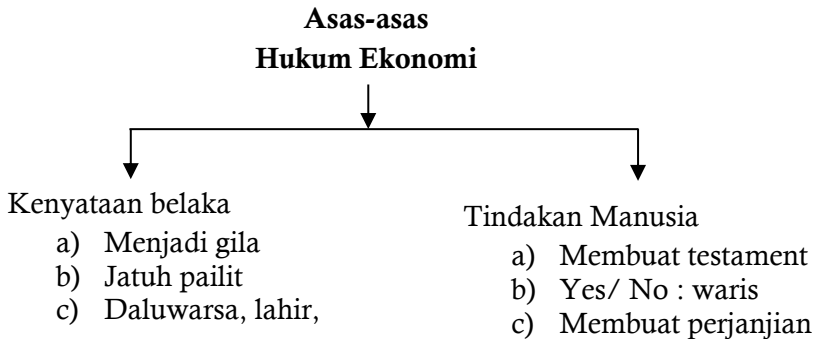 Asas-asas
Hukum Ekonomi
Kenyataan belaka
a) Menjadi gila
b) Jatuh pailit
c) Daluwarsa, lahir,
Tindakan Manusia
a) Membuat testament
b) Yes/ No : waris
c) Membuat perjanjian